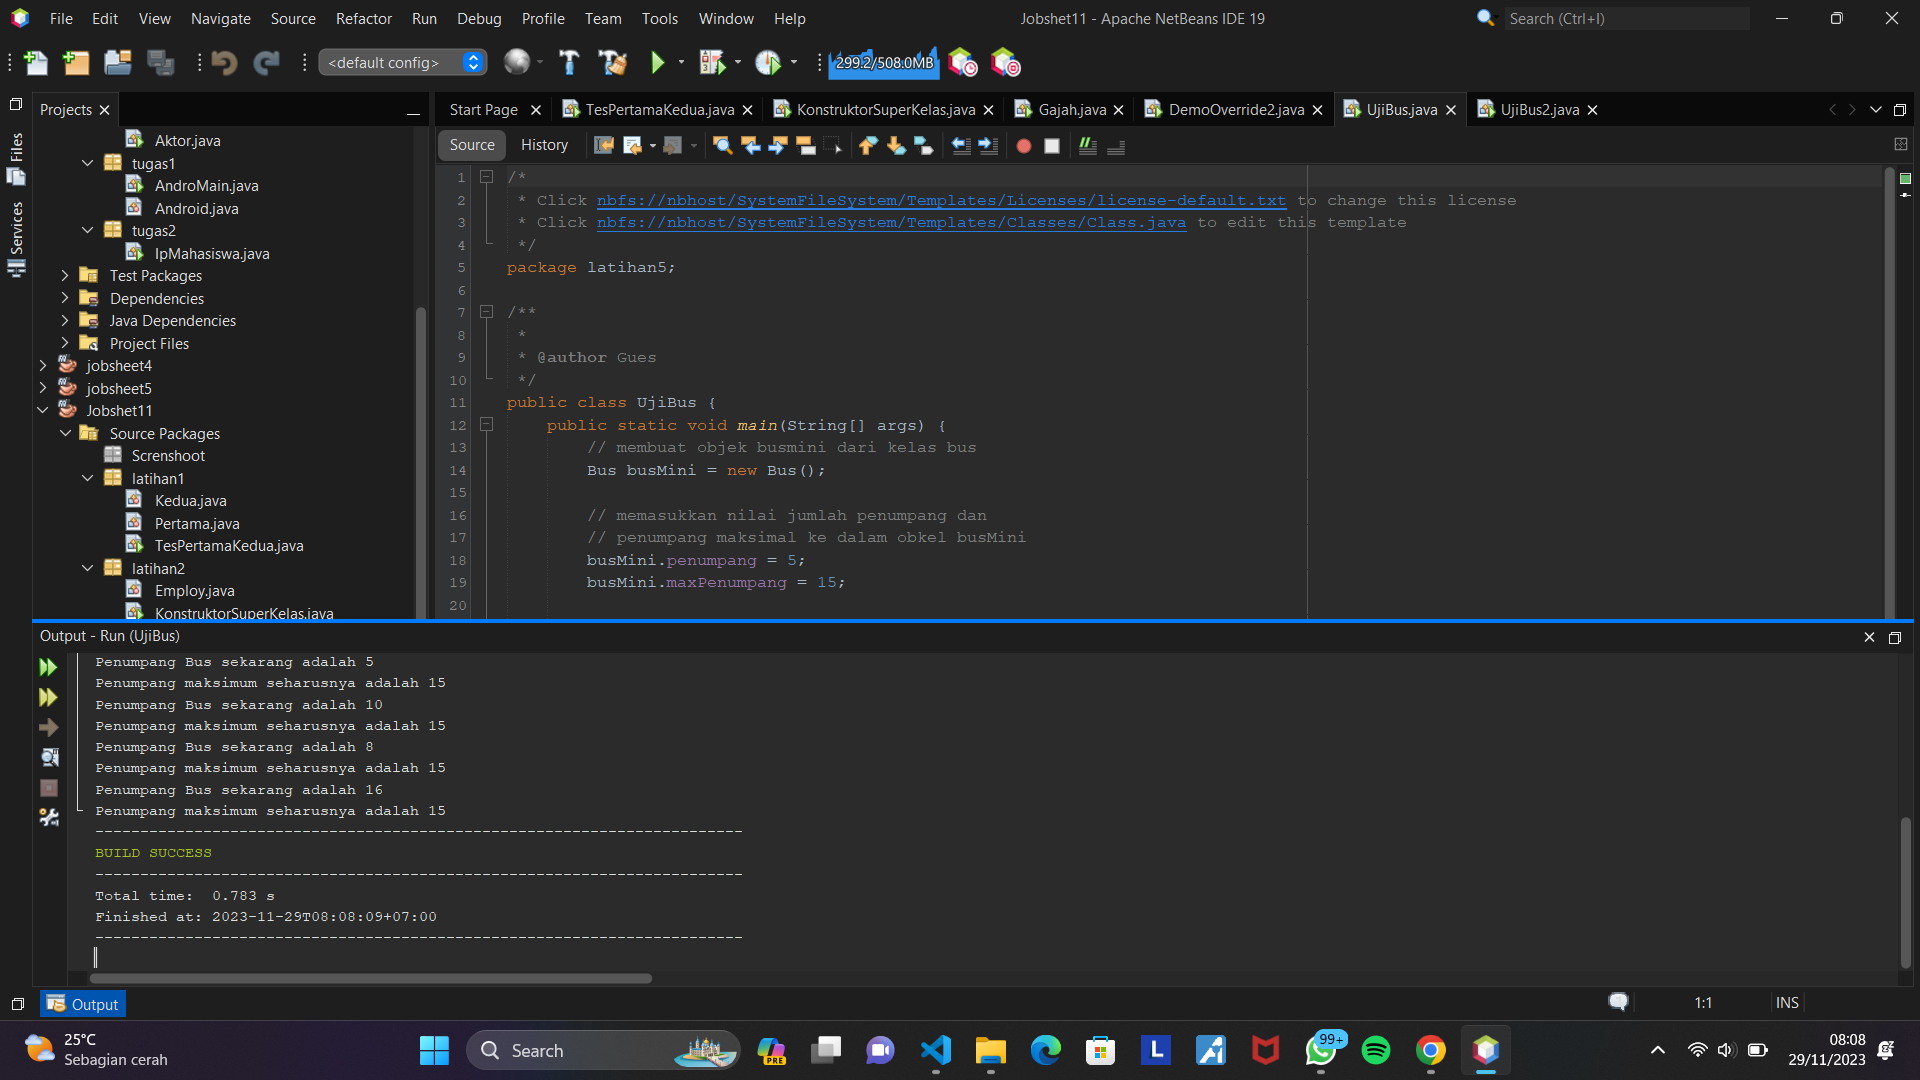 File Edit View Navigate Source Refactor Run Debug Profile Team Tools Window Help
Jobshet11 - Apache NetBeans IDE 19
Search (Ctrl+I)
<default config>
299.2/508.0MB
Projects
Files
Services
Start Page
TesPertamaKedua.java
KonstruktorSuperKelas.java
Gajah.java
DemoOverride2.java
UjiBus.java
UjiBus2.java
Source History
Aktor.java
tugas1
AndroMain.java
Android.java
tugas2
IpMahasiswa.java
Test Packages
Dependencies
Java Dependencies
Project Files
jobsheet4
jobsheet5
Jobshet11
Source Packages
Screnshoot
latihan1
Kedua.java
Pertama.java
TesPertamaKedua.java
latihan2
Employ.java
KonstruktorSuperKelas.java
1 /*
2 * Click nbfs://nbhost/SystemFileSystem/Templates/Licenses/license-default.txt to change this license
3 * Click nbfs://nbhost/SystemFileSystem/Templates/Classes/Class.java to edit this template
4 */
5 package latihan5;
6
7 /**
8 *
9 * @author Gues
10 */
11 public class UjiBus {
12 public static void main(String[] args) {
13 // membuat objek busmini dari kelas bus
14 Bus busMini = new Bus();
15
16 // memasukkan nilai jumlah penumpang dan
17 // penumpang maksimal ke dalam obkel busMini
18 busMini.penumpang = 5;
19 busMini.maxPenumpang = 15;
20
Output - Run (UjiBus)
Penumpang Bus sekarang adalah 5
Penumpang maksimum seharusnya adalah 15
Penumpang Bus sekarang adalah 10
Penumpang maksimum seharusnya adalah 15
Penumpang Bus sekarang adalah 8
Penumpang maksimum seharusnya adalah 15
Penumpang Bus sekarang adalah 16
Penumpang maksimum seharusnya adalah 15
------------------------------------------------------------------------
BUILD SUCCESS
------------------------------------------------------------------------
Total time:  0.783 s
Finished at: 2023-11-29T08:08:09+07:00
------------------------------------------------------------------------
Output
1:1
INS
25°C
Sebagian cerah
Search
PRE
L
99+
08:08
29/11/2023